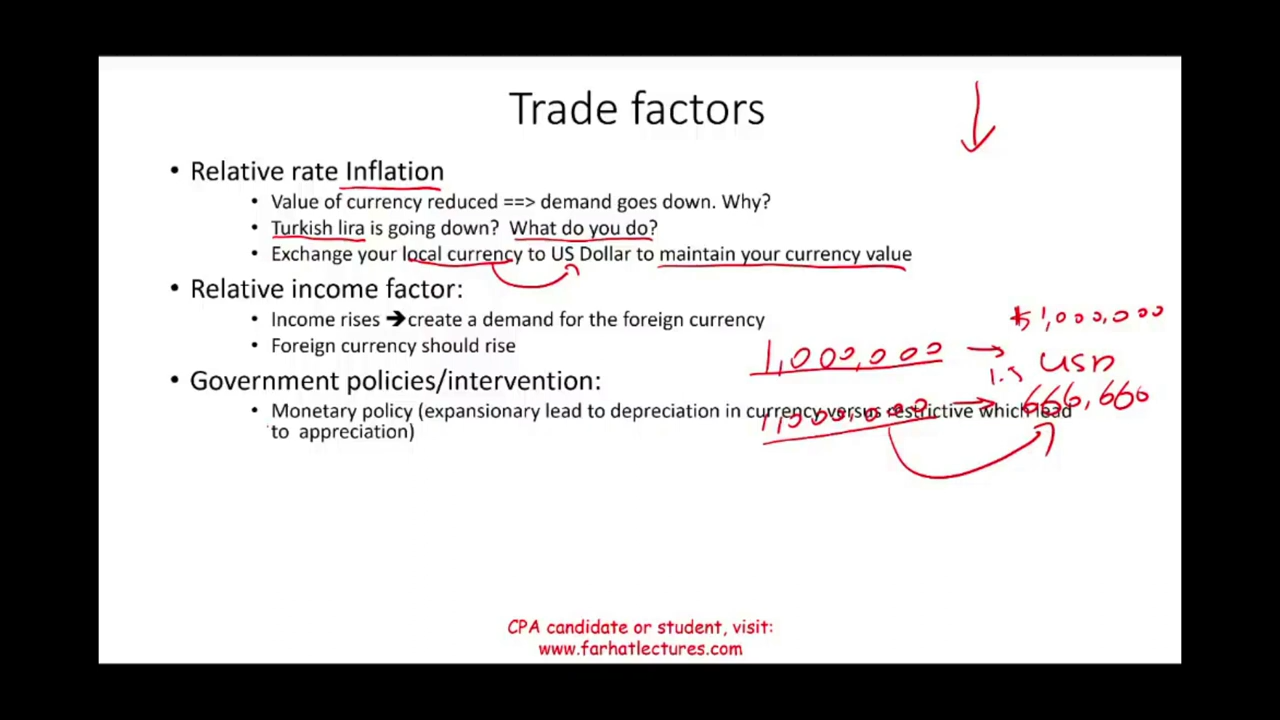 Trade factors
• Relative rate Inflation
• Value of currency reduced ==> demand goes down. Why?
• Turkish lira is going down? What do you do?
• Exchange your local currency to US Dollar to maintain your currency value
• Relative income factor:
• Income rises ➔create a demand for the foreign currency
• Foreign currency should rise
$1,000,000
1,000,000 → USD
• Government policies/intervention:
1.5
1,000,000 → 666,666
• Monetary policy (expansionary lead to depreciation in currency versus restrictive which lead
to appreciation)
CPA candidate or student, visit:
www.farhatlectures.com